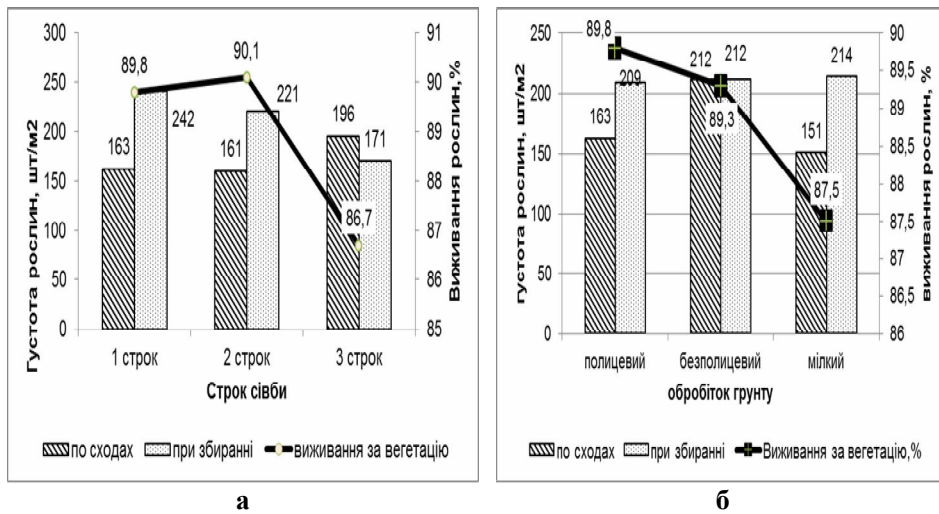 Густота рослин, шт/м2
300
250
200
150
100
50
0
163
242
161
221
196
171
89,8
90,1
86,7
91
90
89
88
87
86
85
Виживання рослин, %
1 строк
2 строк
3 строк
Строк сівби
по сходах
при збиранні
виживання за вегетацію
а
густота рослин, шт/м2
250
200
150
100
50
0
163
209
212
212
151
214
89,8
89,3
87,5
90
89,5
89
88,5
88
87,5
87
86,5
86
виживання рослин, %
полицевий
безполицевий
мілкий
обробіток грунту
по сходах
при збиранні
Виживання за вегетацію,%
б